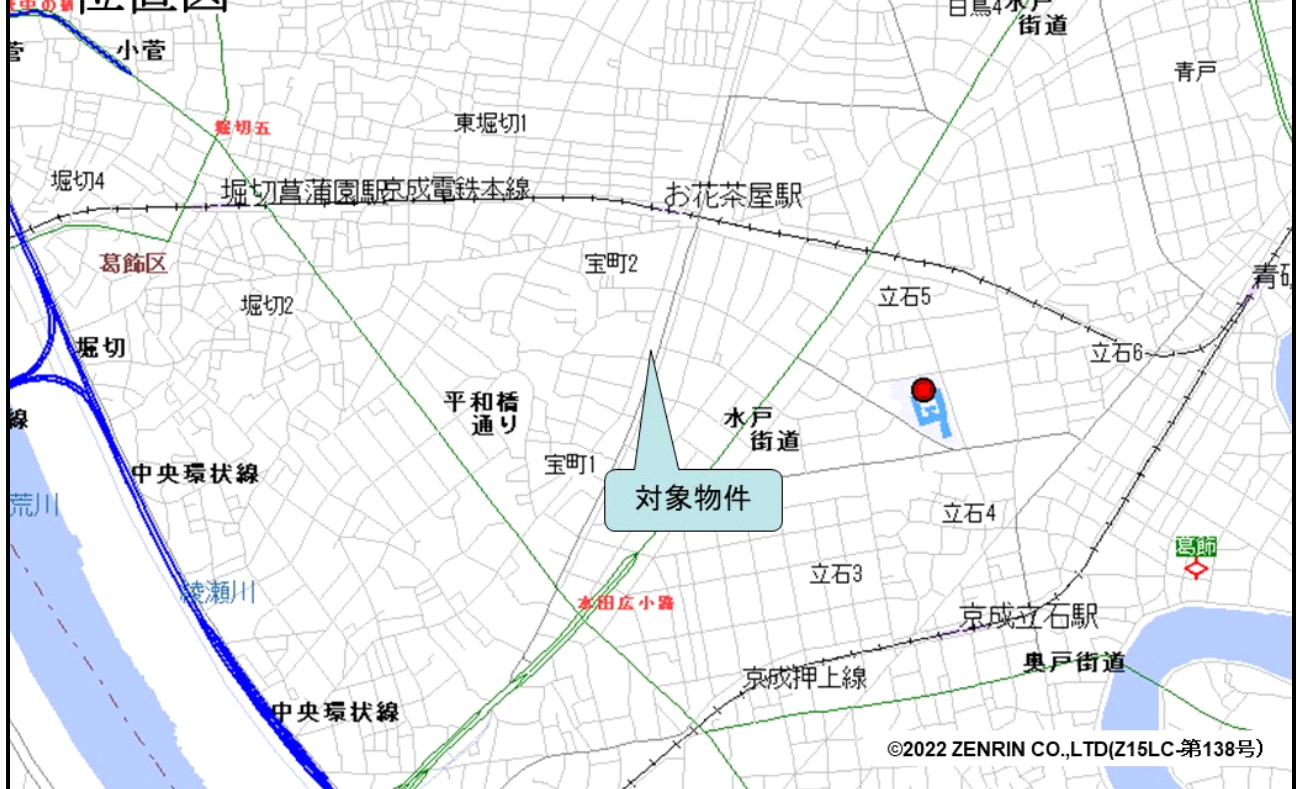 位置図
水戸
街道
白鳥4
青戸
小菅
菅
東堀切1
堀切五
堀切4
堀切菖蒲園駅
京成電鉄本線
お花茶屋駅
葛飾区
宝町2
堀切2
立石5
青砥
堀切
立石6
平和橋
通り
水戸
街道
線
宝町1
中央環状線
対象物件
荒川
立石4
葛飾
立石3
綾瀬川
本田広小路
京成立石駅
奥戸街道
京成押上線
中央環状線
©2022 ZENRIN CO.,LTD(Z15LC-第138号)